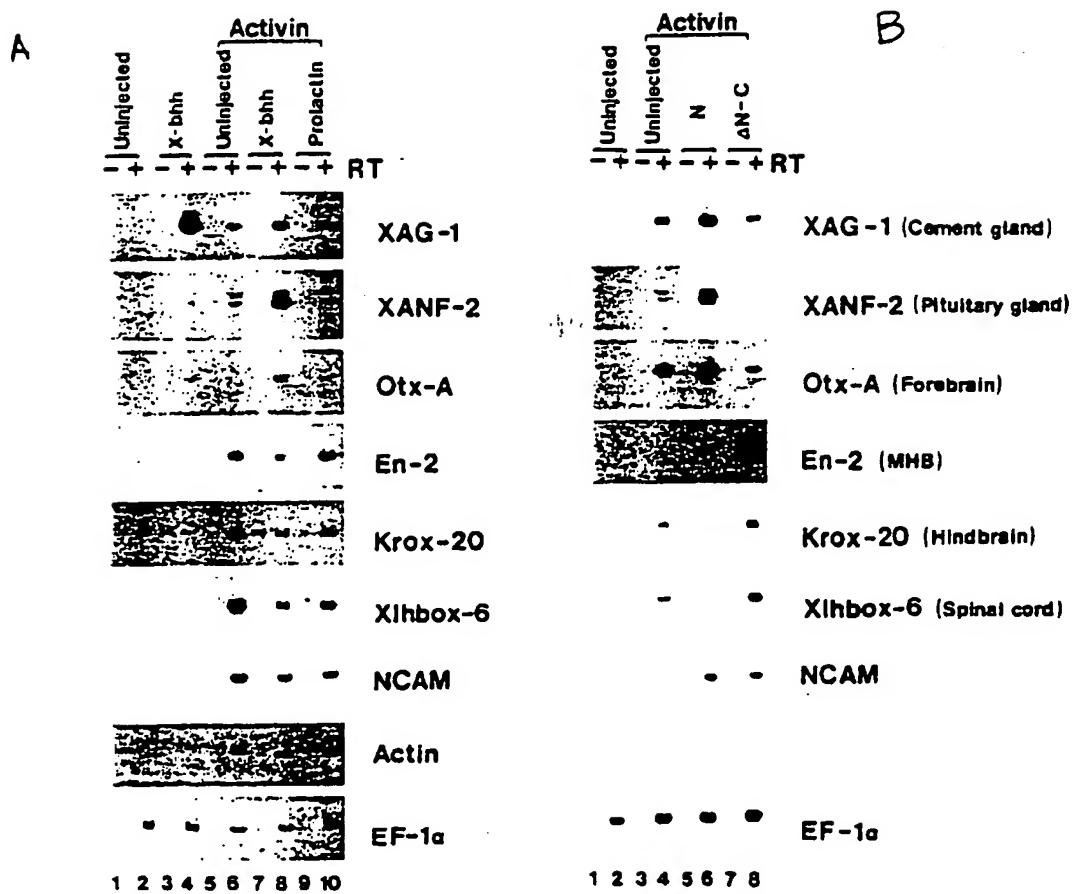 A
Activin
Uninjected
X-bhh
Uninjected
X-bhh
Prolactin
- + - + - + - + - + RT
XAG-1
XANF-2
Otx-A
En-2
Krox-20
Xlhbox-6
NCAM
Actin
EF-1α
1 2 3 4 5 6 7 8 9 10
B
Activin
Uninjected
Uninjected
N
ΔN-C
- + - + - + - + RT
XAG-1 (Cement gland)
XANF-2 (Pituitary gland)
Otx-A (Forebrain)
En-2 (MHB)
Krox-20 (Hindbrain)
Xlhbox-6 (Spinal cord)
NCAM
EF-1α
1 2 3 4 5 6 7 8